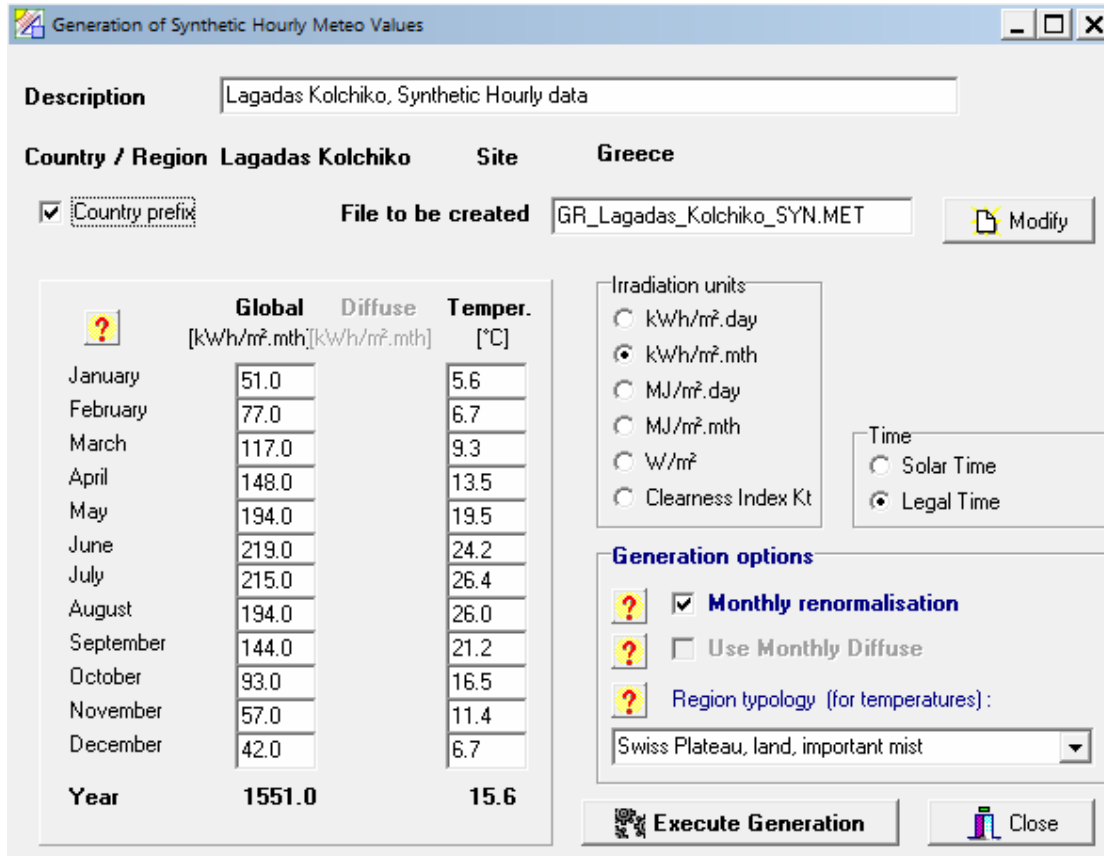 Generation of Synthetic Hourly Meteo Values
Description Lagadas Kolchiko, Synthetic Hourly data
Country / Region Lagadas Kolchiko Site Greece
Country prefix File to be created GR_Lagadas_Kolchiko_SYN.MET Modify
? Global Diffuse Temper.
[kWh/m².mth] [kWh/m².mth] [°C]
January 51.0 5.6
February 77.0 6.7
March 117.0 9.3
April 148.0 13.5
May 194.0 19.5
June 219.0 24.2
July 215.0 26.4
August 194.0 26.0
September 144.0 21.2
October 93.0 16.5
November 57.0 11.4
December 42.0 6.7
Year 1551.0 15.6
Irradiation units
kWh/m².day
kWh/m².mth
MJ/m².day
MJ/m².mth
W/m²
Clearness Index Kt
Time
Solar Time
Legal Time
Generation options
? Monthly renormalisation
? Use Monthly Diffuse
? Region typology (for temperatures) :
Swiss Plateau, land, important mist
Execute Generation Close